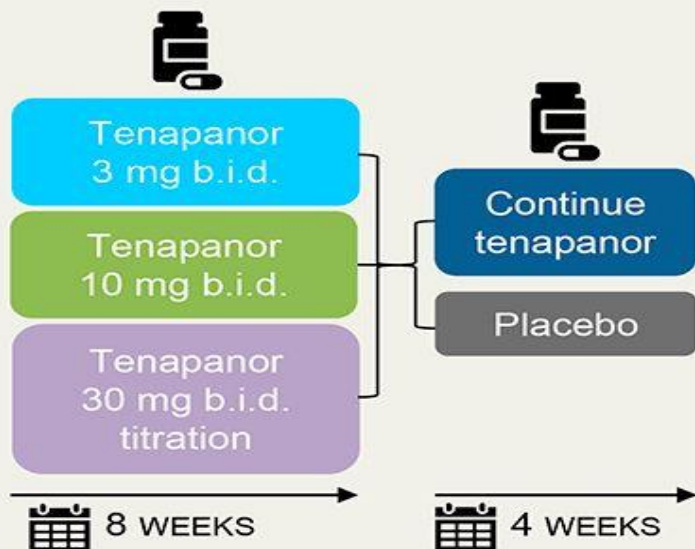 Tenapanor
3 mg b.i.d.
Tenapanor
10 mg b.i.d.
Tenapanor
30 mg b.i.d.
titration
8 WEEKS
Continue
tenapanor
Placebo
4 WEEKS